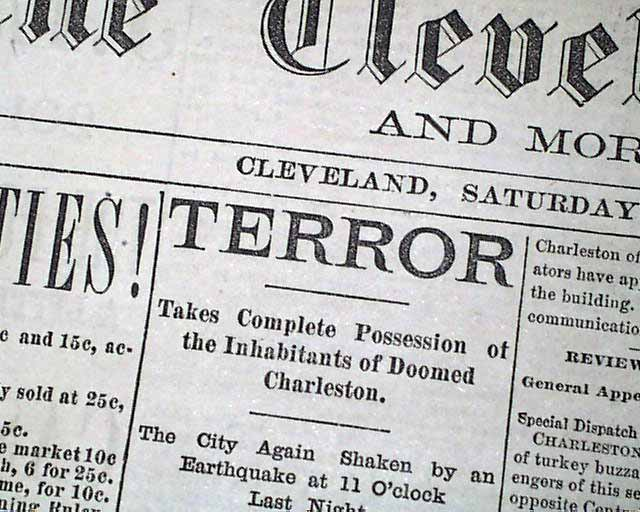 The Cleve
AND MOR
CLEVELAND, SATURDAY
TIES!
c and 15c, ac-
y sold at 25c,
5c.
e market 10c
h, 6 for 25c.
me, for 10c.
ning Ruler
TERROR
Takes Complete Possession of
the Inhabitants of Doomed
Charleston.
The City Again Shaken by an
Earthquake at 11 O'clock
Last Night
Charleston of
ators have ap
the building.
communicatio
REVIEW
General Appe
Special Dispatch
CHARLESTON
of turkey buzza
engers of this se
opposite Cent